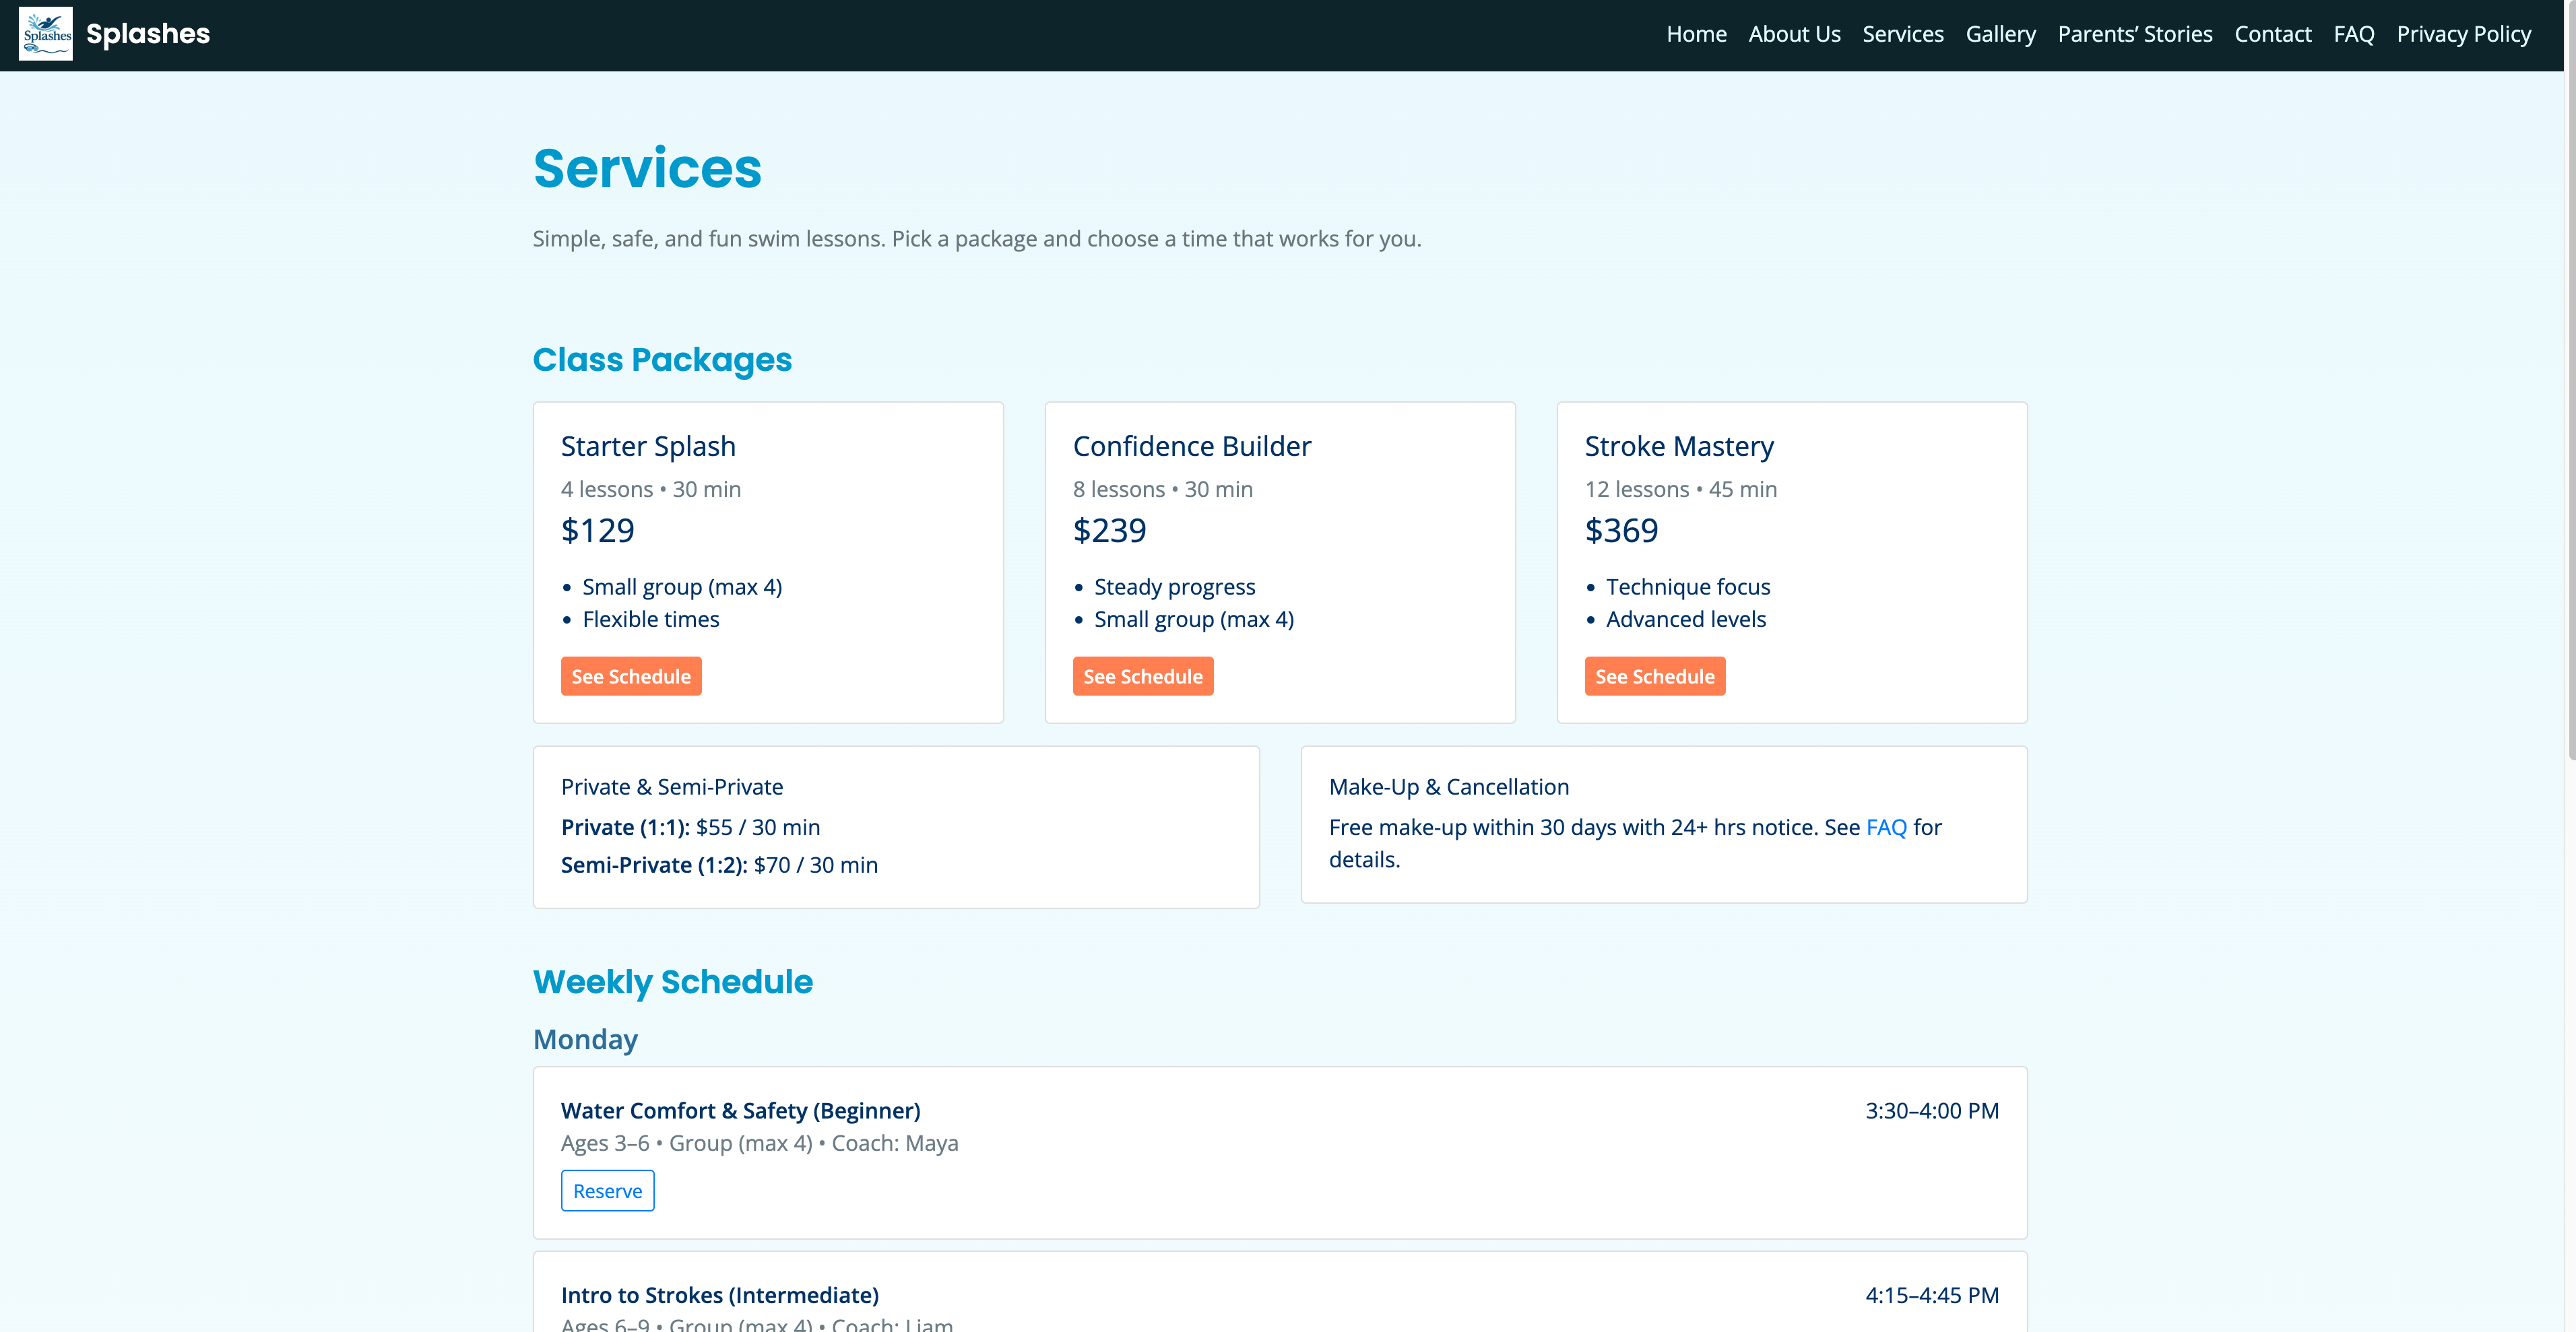 Splashes
Splashes
Home About Us Services Gallery Parents’ Stories Contact FAQ Privacy Policy
Services
Simple, safe, and fun swim lessons. Pick a package and choose a time that works for you.
Class Packages
Starter Splash
4 lessons • 30 min
$129
• Small group (max 4)
• Flexible times
See Schedule
Confidence Builder
8 lessons • 30 min
$239
• Steady progress
• Small group (max 4)
See Schedule
Stroke Mastery
12 lessons • 45 min
$369
• Technique focus
• Advanced levels
See Schedule
Private & Semi-Private
Private (1:1): $55 / 30 min
Semi-Private (1:2): $70 / 30 min
Make-Up & Cancellation
Free make-up within 30 days with 24+ hrs notice. See FAQ for
details.
Weekly Schedule
Monday
Water Comfort & Safety (Beginner) 3:30–4:00 PM
Ages 3–6 • Group (max 4) • Coach: Maya
Reserve
Intro to Strokes (Intermediate) 4:15–4:45 PM
Ages 6–9 • Group (max 4) • Coach: Liam